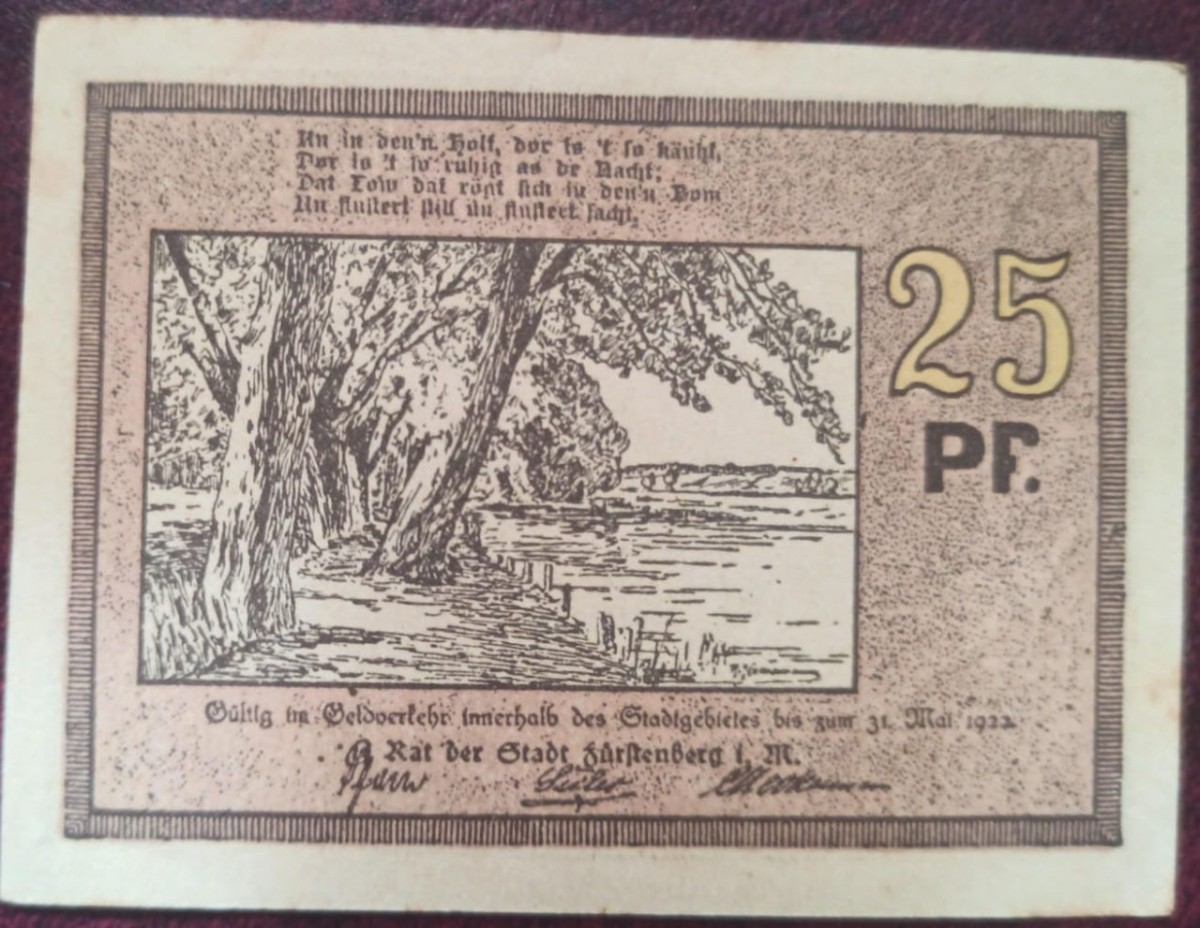 Un in den'n Holt, dor is 't so käuhl,
Dor is 't so ruhig as de Nacht;
Dat Low dat rögt sich in den'n Bom
Un flustert still un flustert sacht.
25
PF.
Gültig im Geldverkehr innerhalb des Stadtgebietes bis zum 31. Mai 1922
Rat der Stadt Fürstenberg i. M.